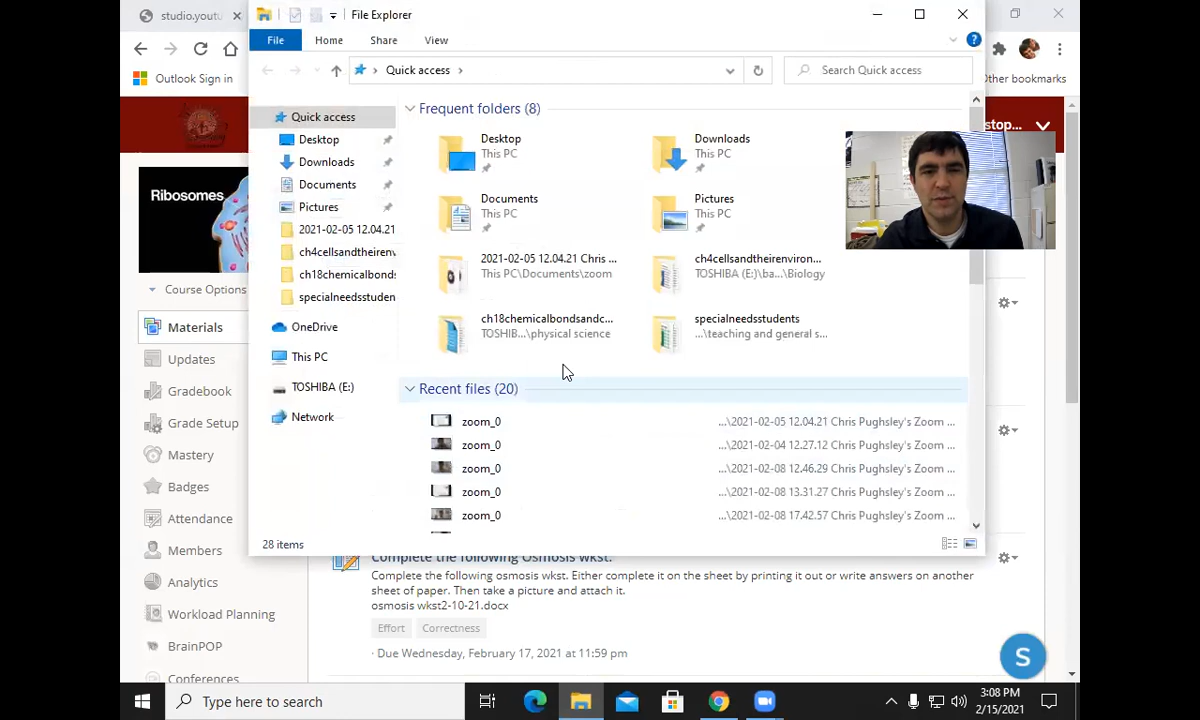 studio.youtu
File Explorer
File
Home
Share
View
Outlook Sign in
Quick access
Search Quick access
Other bookmarks
stop...
Quick access
Desktop
Downloads
Documents
Pictures
2021-02-05 12.04.21
ch4cellsandtheirenv
ch18chemicalbonds
specialneedsstuden
OneDrive
This PC
TOSHIBA (E:)
Network
Frequent folders (8)
Desktop
This PC
Downloads
This PC
Documents
This PC
Pictures
This PC
2021-02-05 12.04.21 Chris ...
This PC\Documents\zoom
ch4cellsandtheirenviron...
TOSHIBA (E:)\ba...\Biology
ch18chemicalbondsandc...
TOSHIB...\physical science
specialneedsstudents
...\teaching and general s...
Recent files (20)
zoom_0 ...\2021-02-05 12.04.21 Chris Pughsley's Zoom ...
zoom_0 ...\2021-02-04 12.27.12 Chris Pughsley's Zoom ...
zoom_0 ...\2021-02-08 12.46.29 Chris Pughsley's Zoom ...
zoom_0 ...\2021-02-08 13.31.27 Chris Pughsley's Zoom ...
zoom_0 ...\2021-02-08 17.42.57 Chris Pughsley's Zoom ...
28 items
Ribosomes
Course Options
Materials
Updates
Gradebook
Grade Setup
Mastery
Badges
Attendance
Members
Analytics
Workload Planning
BrainPOP
Conferences
Complete the following Osmosis wkst.
Complete the following osmosis wkst. Either complete it on the sheet by printing it out or write answers on another
sheet of paper. Then take a picture and attach it.
osmosis wkst2-10-21.docx
Effort
Correctness
· Due Wednesday, February 17, 2021 at 11:59 pm
S
Type here to search
3:08 PM
2/15/2021